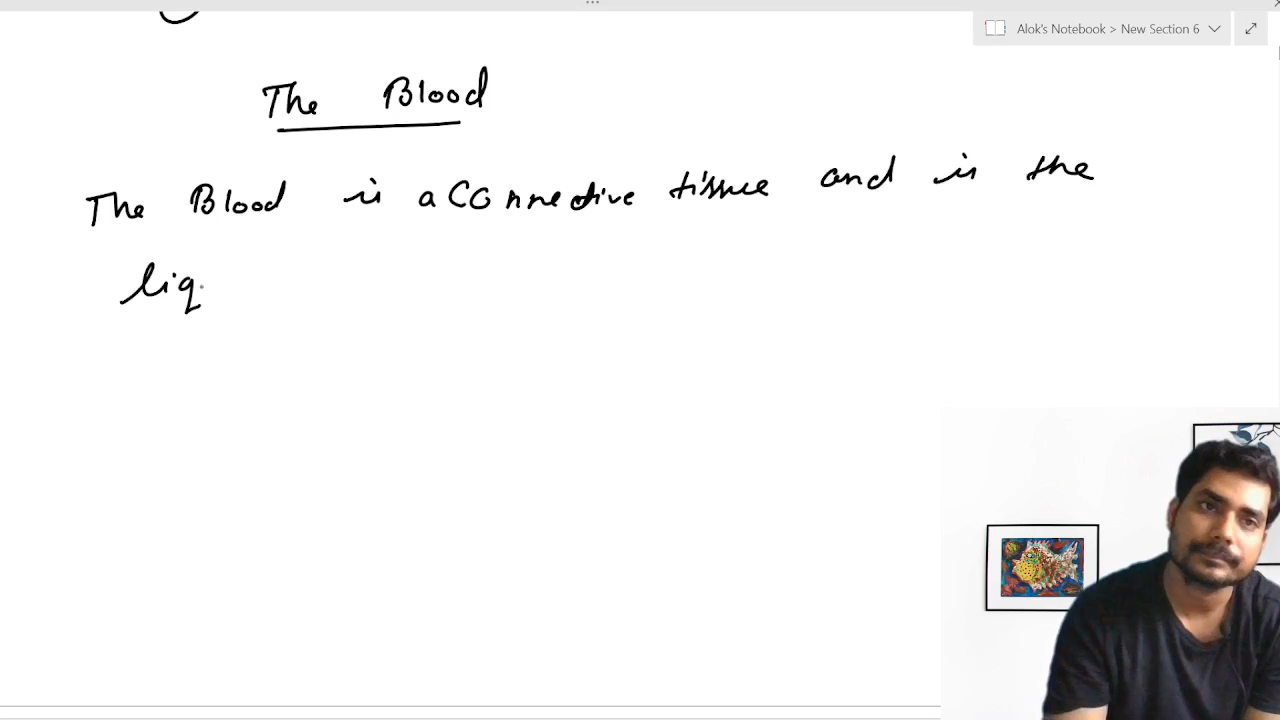 Alok's Notebook > New Section 6
The Blood
The Blood is a Connective tissue and is the
liq